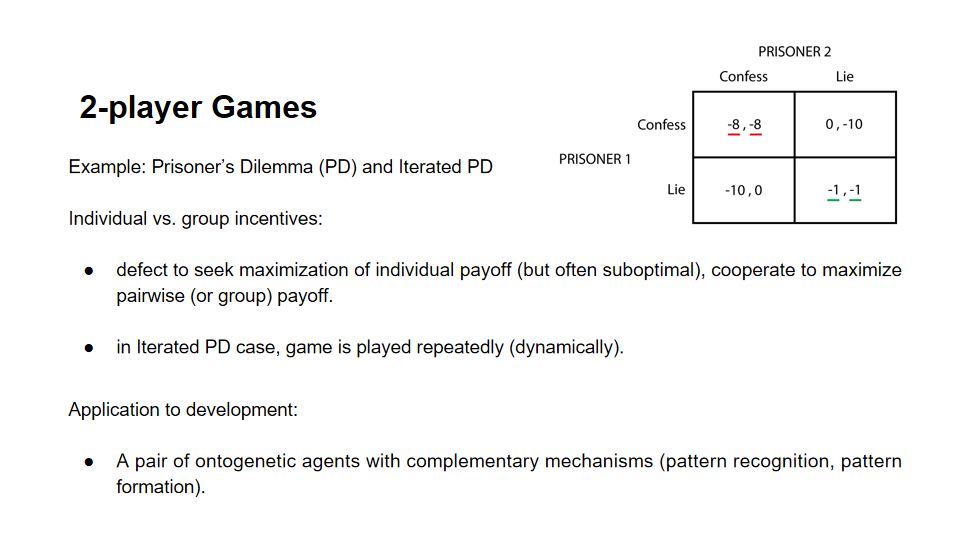 PRISONER 2
Confess Lie
2-player Games
Confess -8 , -8 0 , -10
PRISONER 1
Example: Prisoner’s Dilemma (PD) and Iterated PD
Lie -10 , 0 -1 , -1
Individual vs. group incentives:
● defect to seek maximization of individual payoff (but often suboptimal), cooperate to maximize
pairwise (or group) payoff.
● in Iterated PD case, game is played repeatedly (dynamically).
Application to development:
● A pair of ontogenetic agents with complementary mechanisms (pattern recognition, pattern
formation).